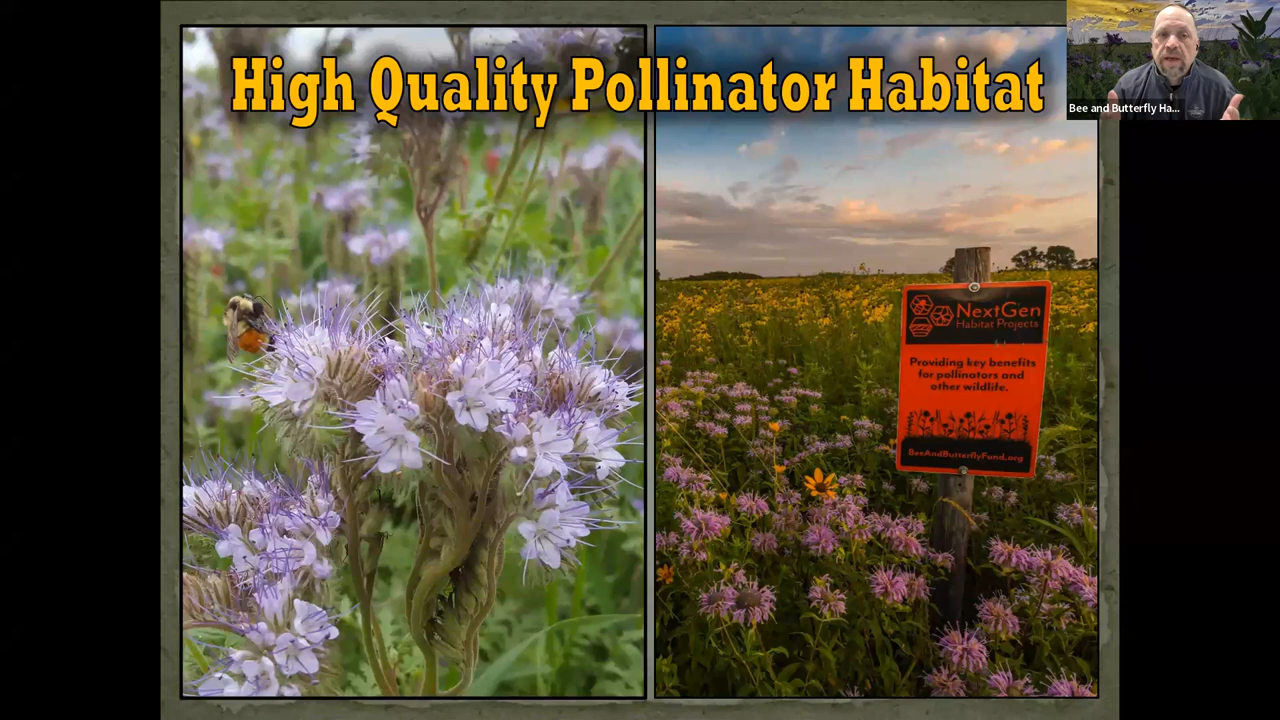 High Quality Pollinator Habitat
Bee and Butterfly Ha...
NextGen
Habitat Projects
Providing key benefits
for pollinators and
other wildlife.
BeeAndButterflyFund.org